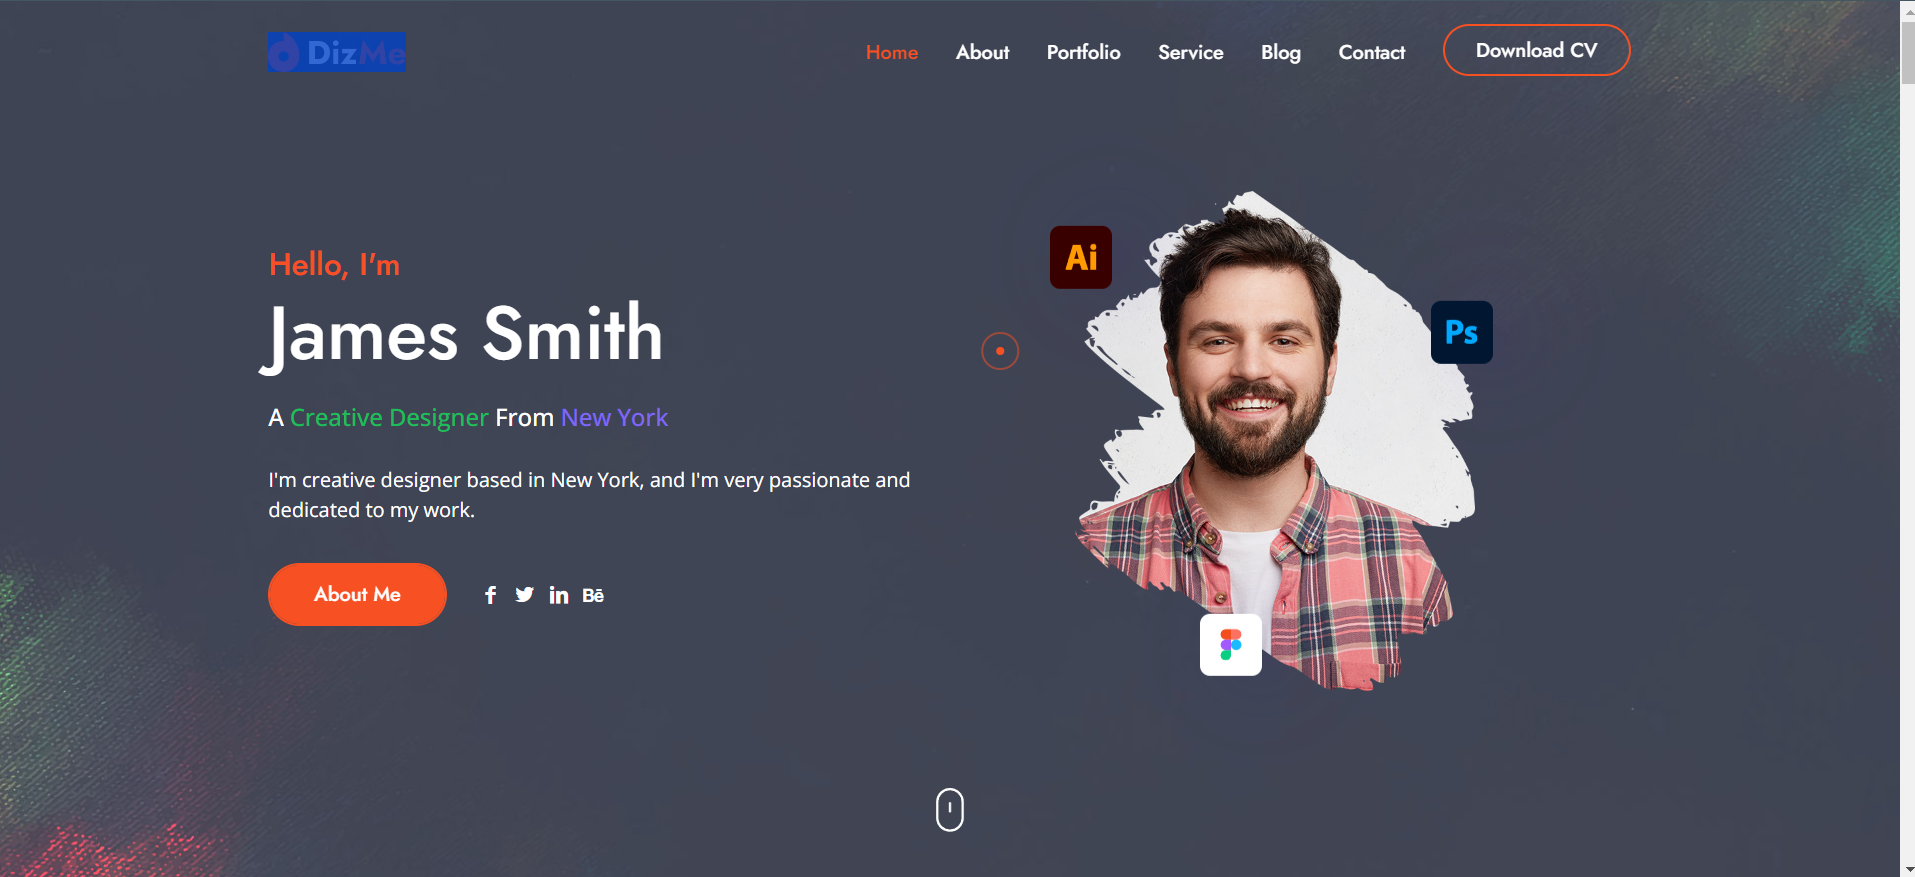 DizMe
Home About Portfolio Service Blog Contact Download CV
Hello, I'm
James Smith
A Creative Designer From New York
I'm creative designer based in New York, and I'm very passionate and
dedicated to my work.
About Me
Bē
Ai
Ps